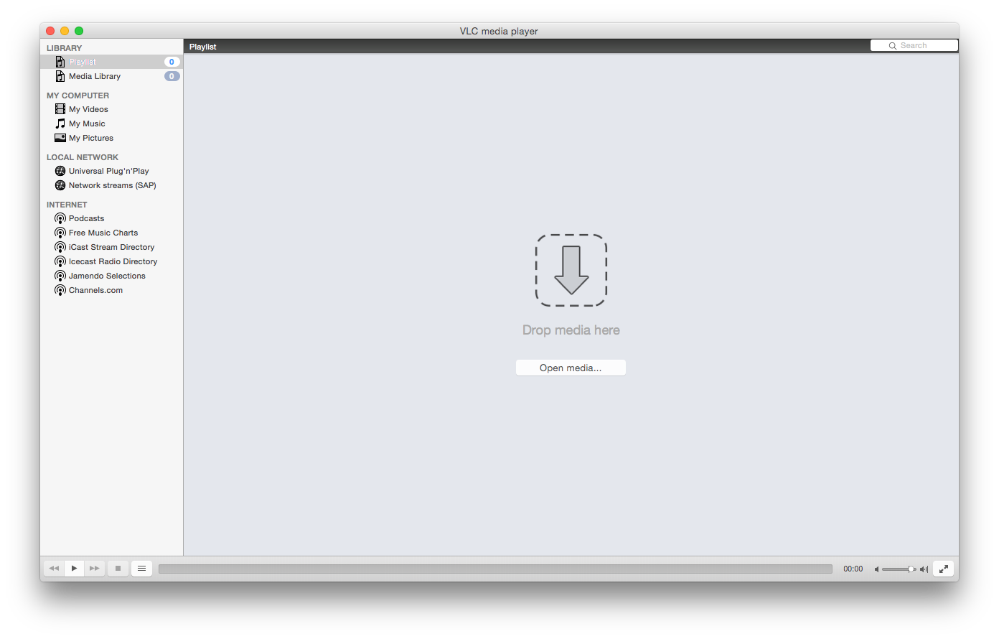 VLC media player
LIBRARY
Playlist 0
Media Library 0
MY COMPUTER
My Videos
My Music
My Pictures
LOCAL NETWORK
Universal Plug'n'Play
Network streams (SAP)
INTERNET
Podcasts
Free Music Charts
iCast Stream Directory
Icecast Radio Directory
Jamendo Selections
Channels.com
Playlist
Search
Drop media here
Open media...
00:00